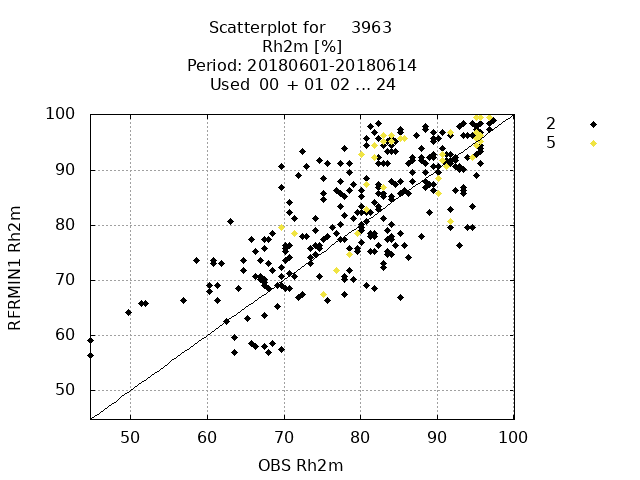 Scatterplot for 3963
Rh2m [%]
Period: 20180601-20180614
Used 00 + 01 02 ... 24
RFRMIN1 Rh2m
100
90
80
70
60
50
50 60 70 80 90 100
OBS Rh2m
2
5